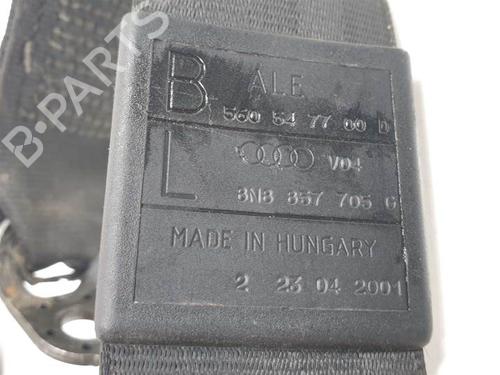 B ALE
560 54 77 00 D
L V04
8N8 857 705 G
MADE IN HUNGARY
2 23 04 2001
B-PARTS